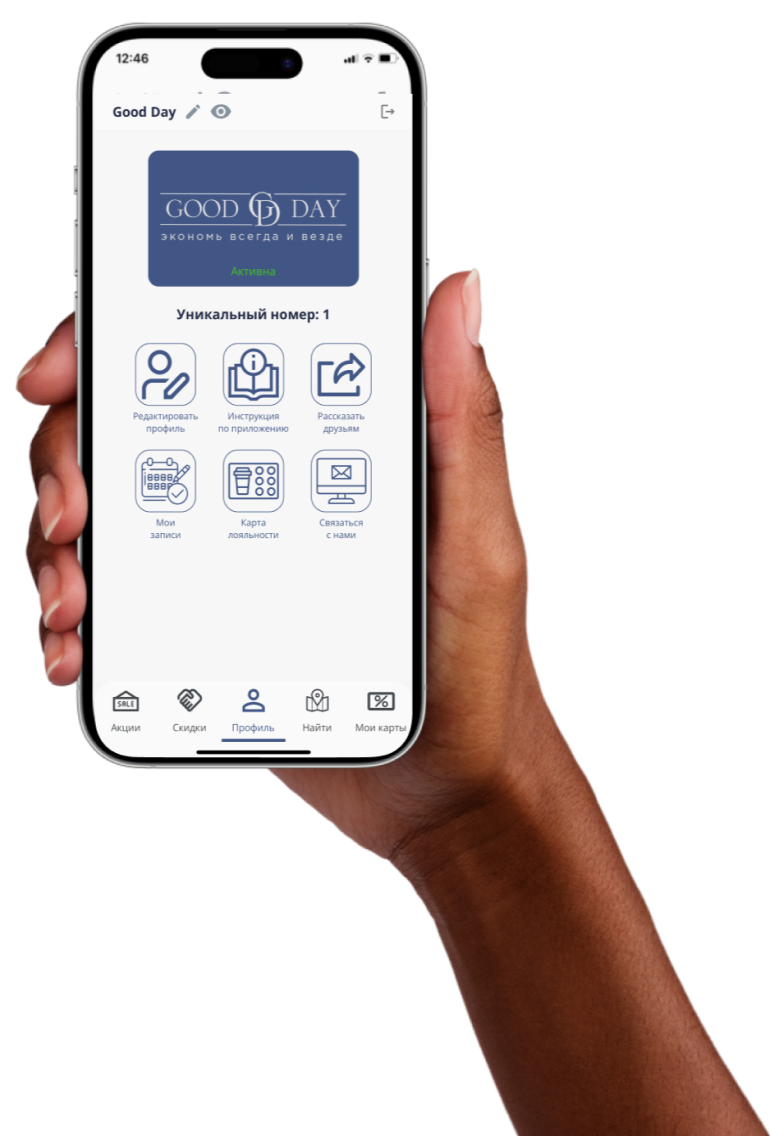 12:46
Good Day
GOOD GD DAY
экономь всегда и везде
Активна
Уникальный номер: 1
Редактировать Инструкция Рассказать
профиль по приложению друзьям
Мои Карта Связаться
записи лояльности с нами
SALE %
Акции Скидки Профиль Найти Мои карты